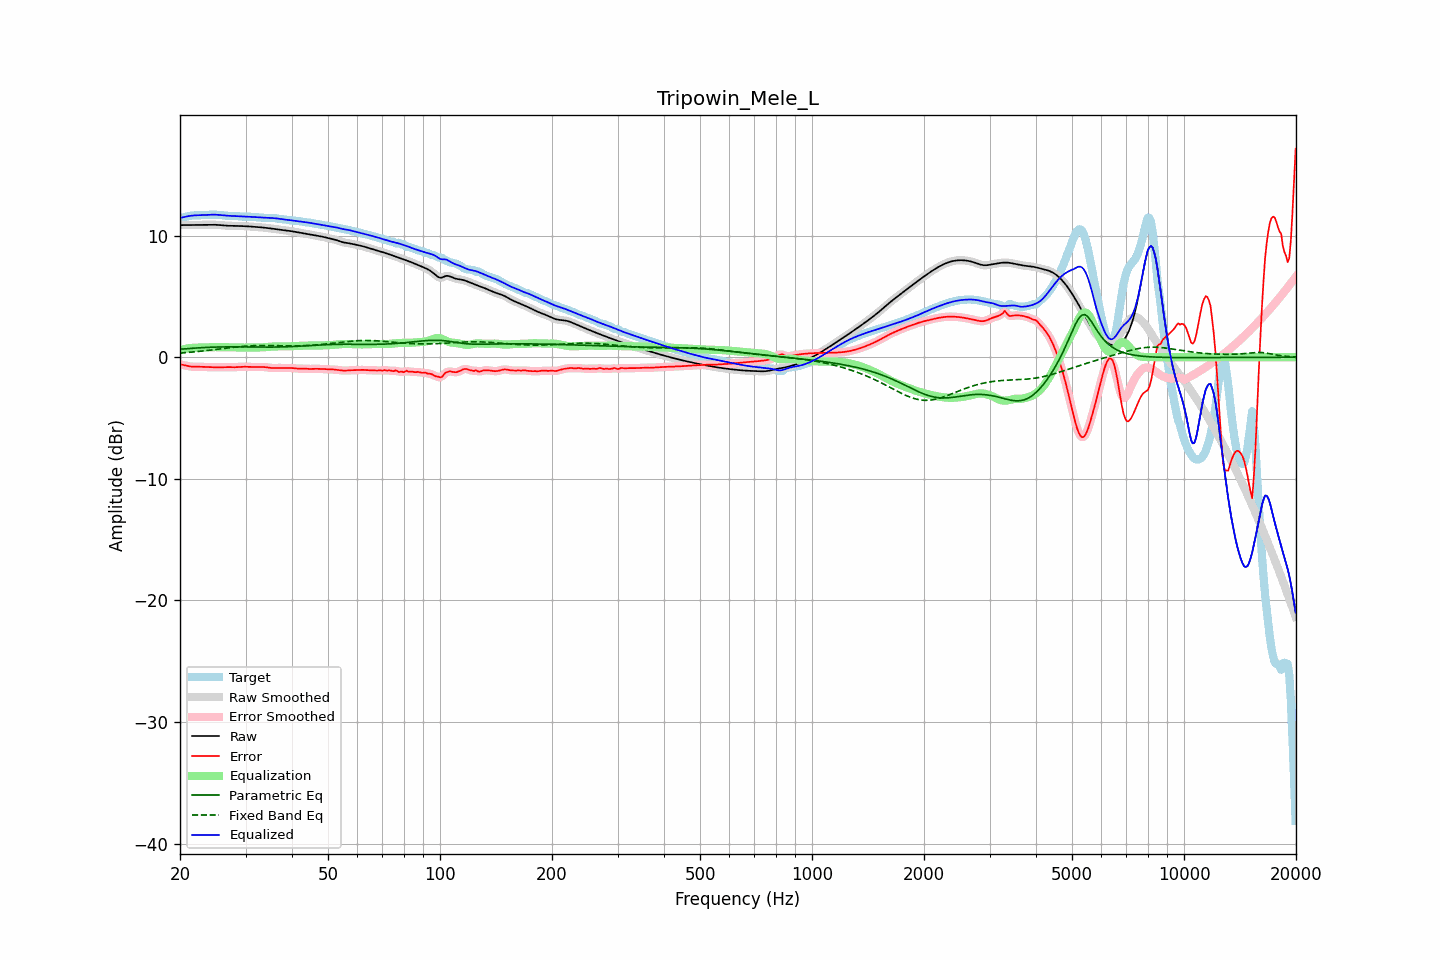 Tripowin_Mele_L
Amplitude (dBr)
10
0
−10
−20
−30
−40
Target
Raw Smoothed
Error Smoothed
Raw
Error
Equalization
Parametric Eq
Fixed Band Eq
Equalized
20 50 100 200 500 1000 2000 5000 10000 20000
Frequency (Hz)